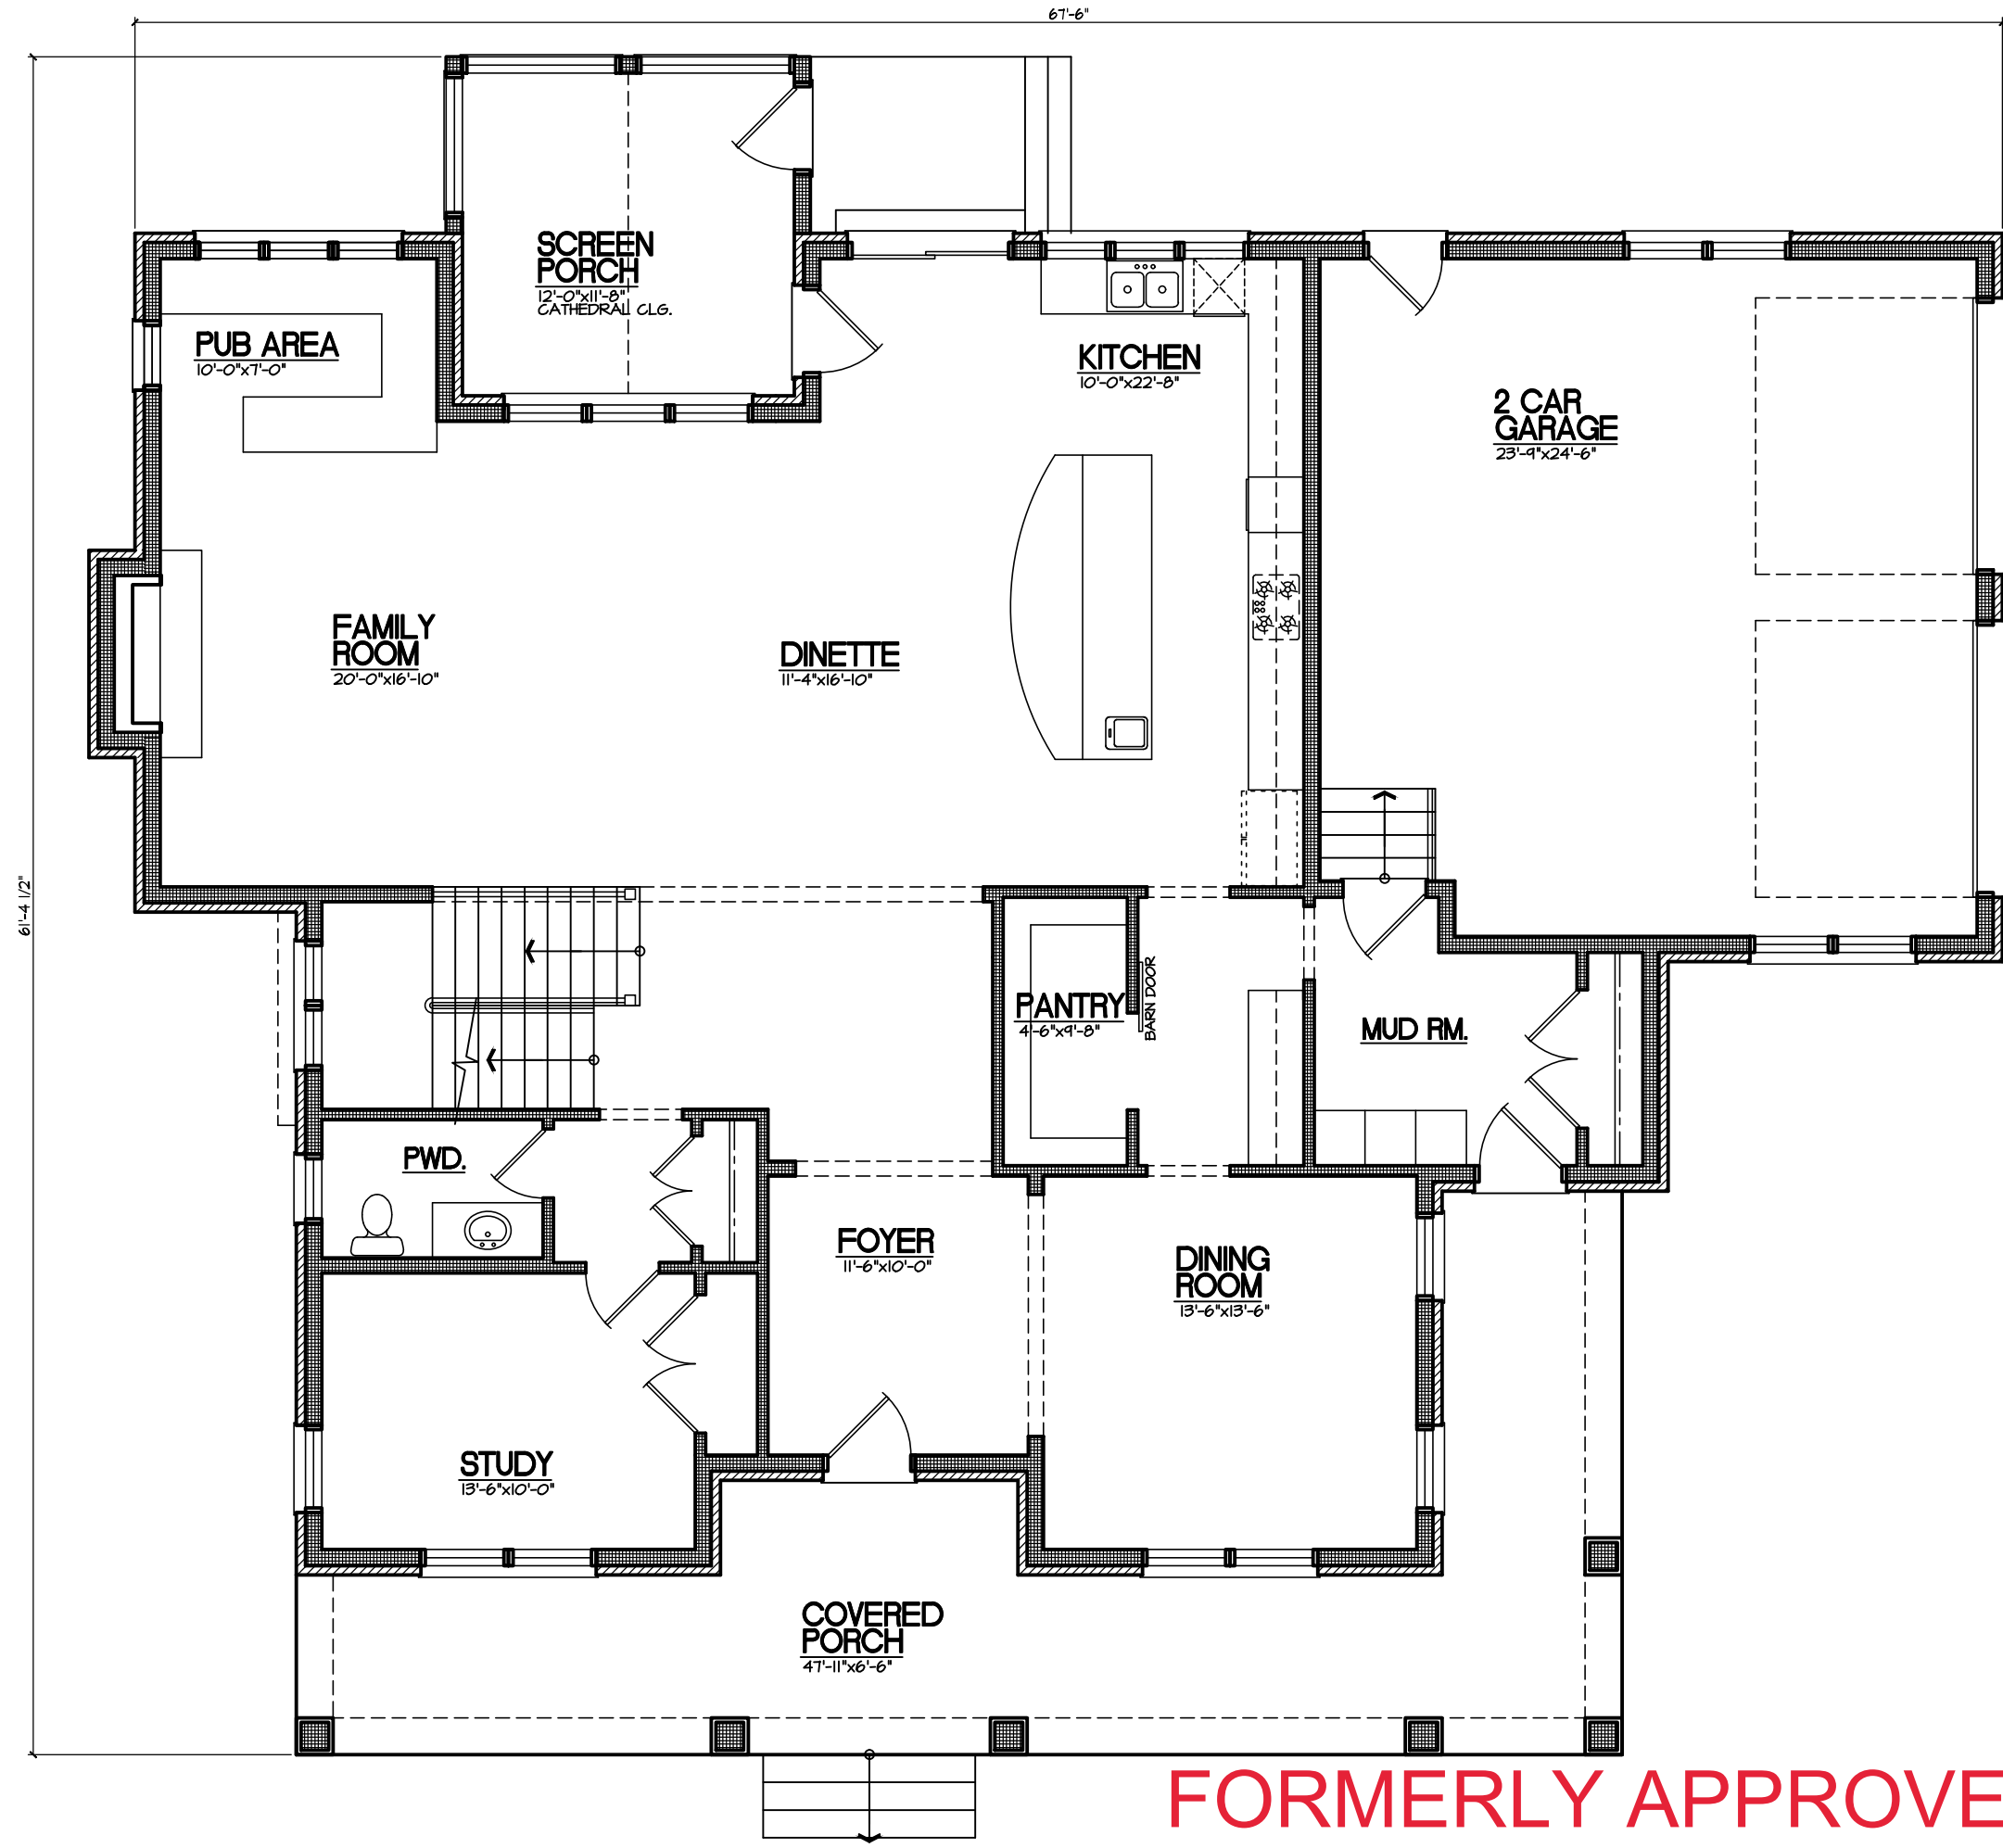 67'-6"
SCREEN
PORCH
12'-0"x11'-8"
CATHEDRAL CLG.
PUB AREA
10'-0"x7'-0"
KITCHEN
10'-0"x22'-8"
2 CAR
GARAGE
23'-9"x24'-6"
FAMILY
ROOM
20'-0"x16'-10"
DINETTE
11'-4"x16'-10"
61'-4 1/2"
PANTRY
4'-6"x9'-8"
BARN DOOR
MUD RM.
PWD.
FOYER
11'-6"x10'-0"
DINING
ROOM
13'-6"x13'-6"
STUDY
13'-6"x10'-0"
COVERED
PORCH
47'-11"x6'-6"
FORMERLY APPROVE